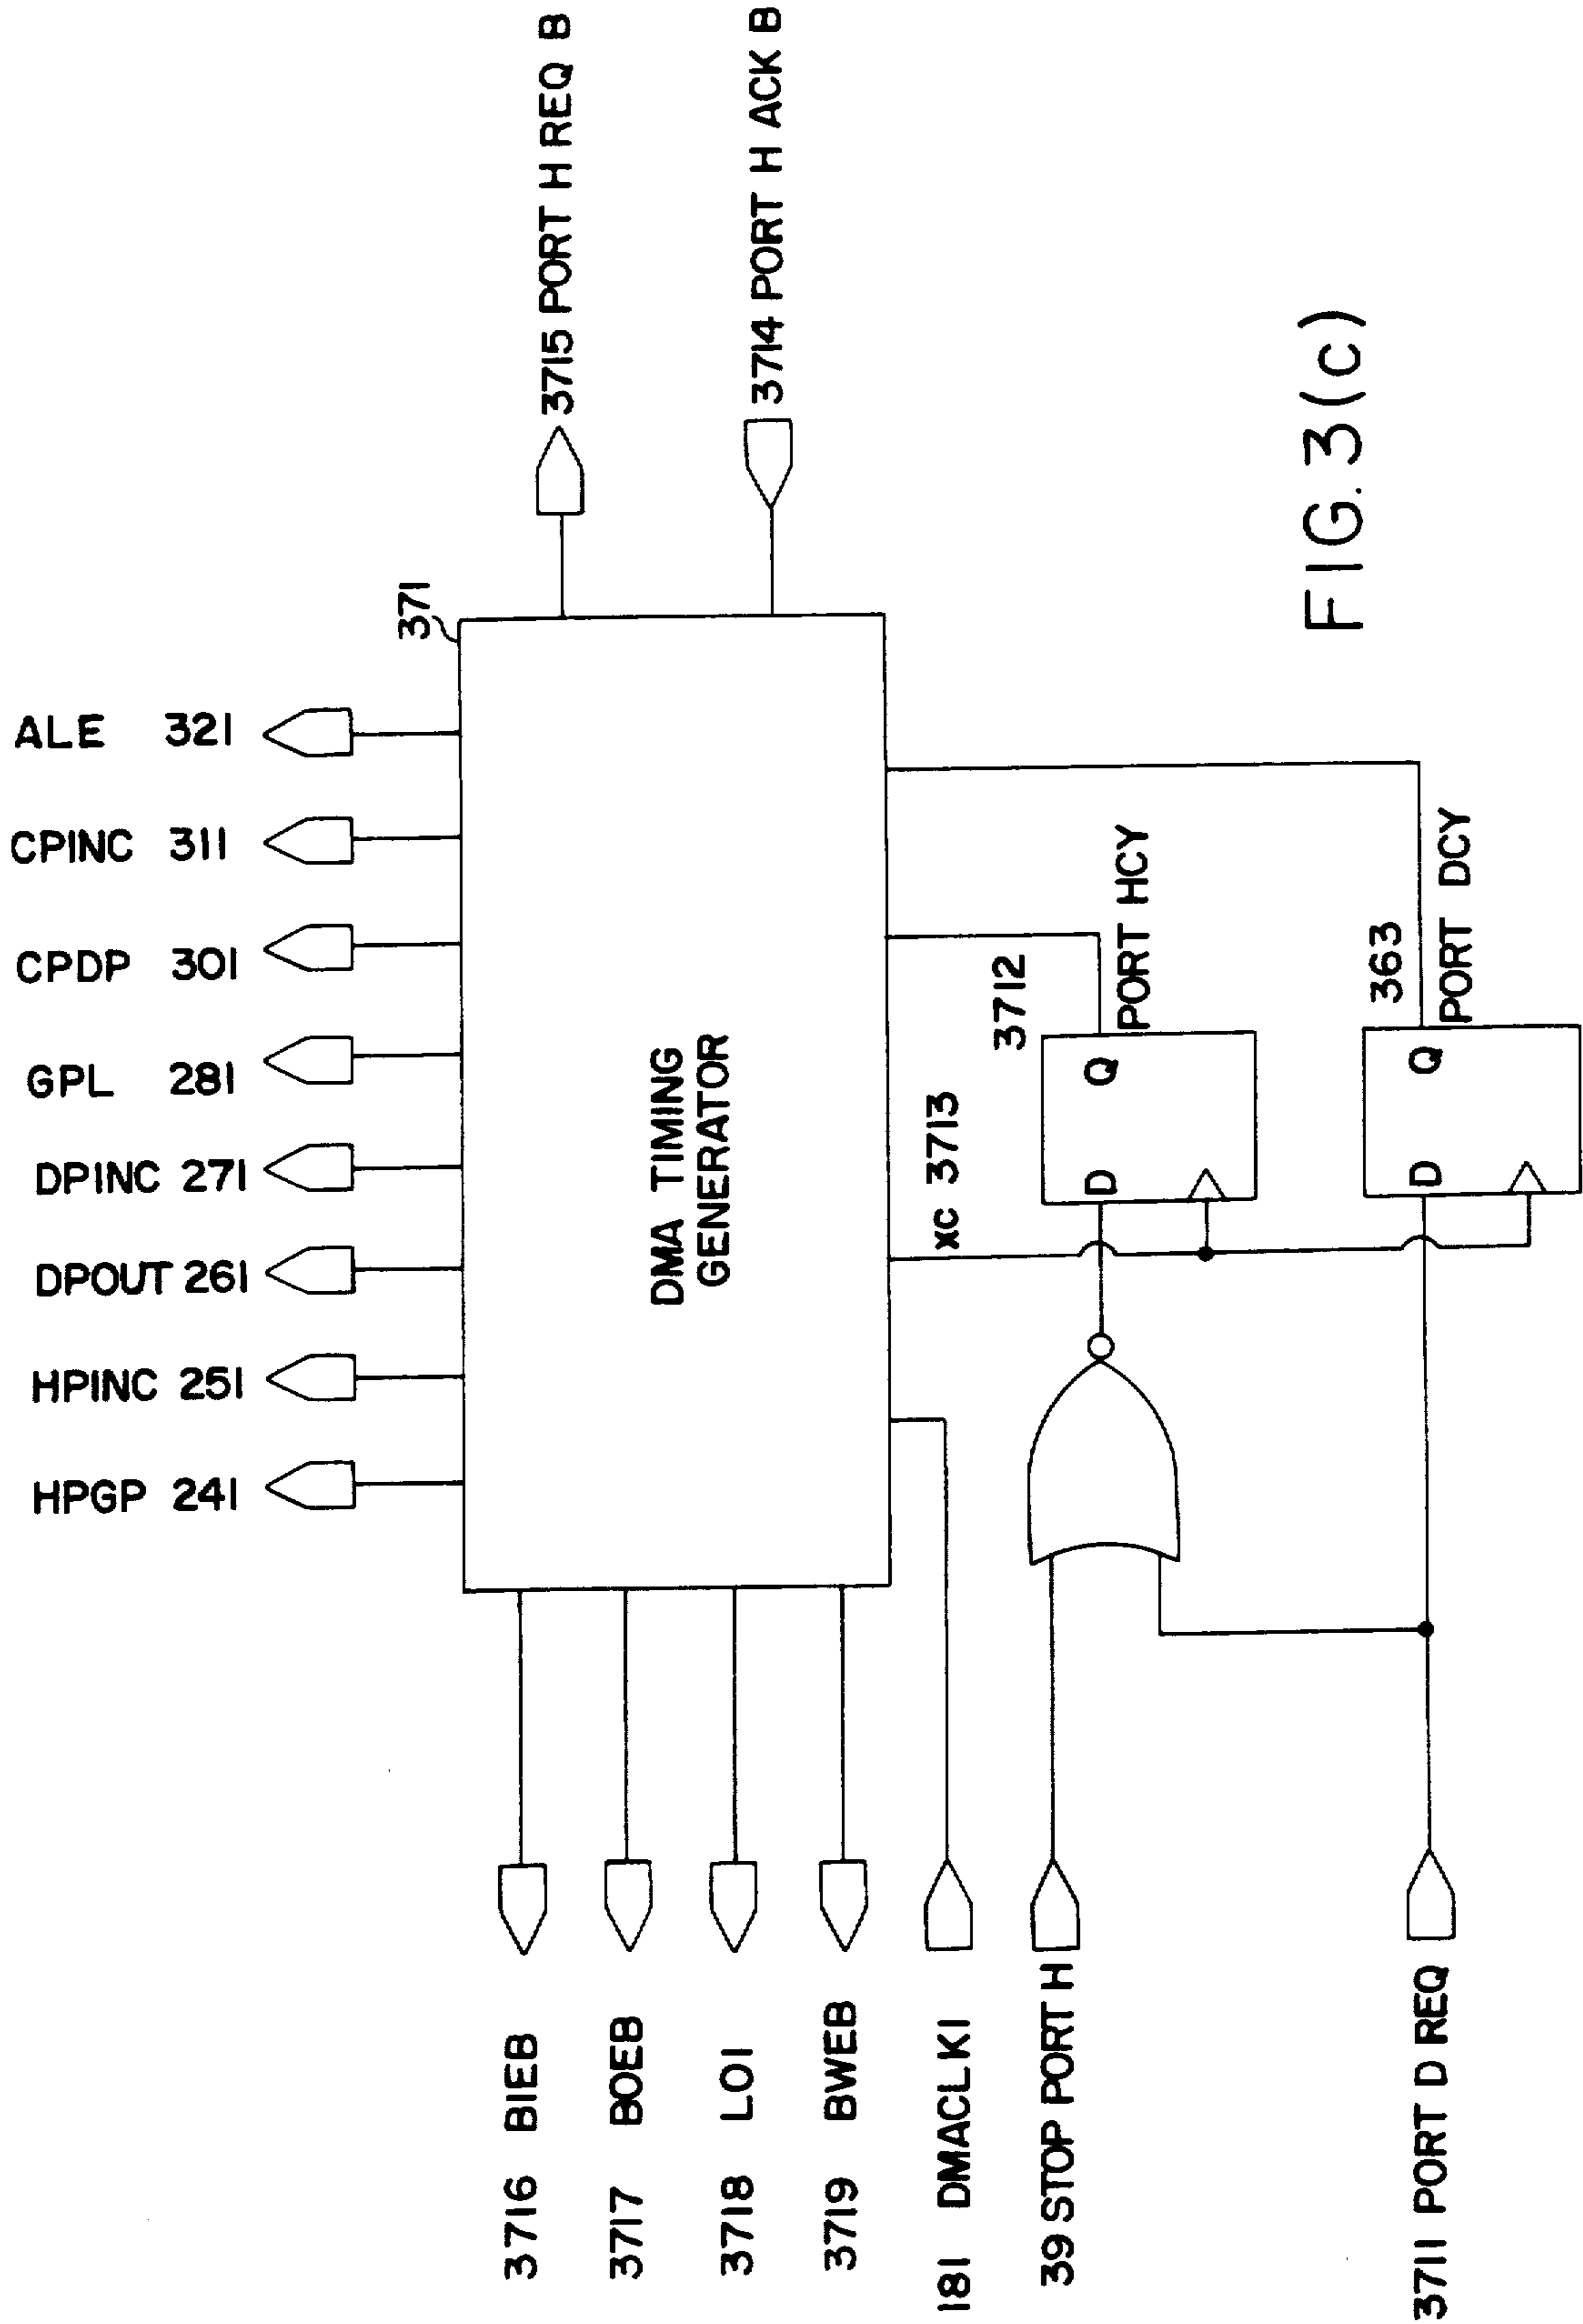 ALE 321
CPINC 311
CPDP 301
GPL 281
DPINC 271
DPOUT 261
HPINC 251
HPGP 241
371
3715 PORT H REQ B
3714 PORT H ACK B
DMA TIMING
GENERATOR
3716 BIEB
3717 BOEB
3718 LOI
3719 BWEB
181 DMACLKI
39 STOP PORT H
3711 PORT D REQ
xc 3713
3712
PORT HCY
D Q
363
PORT DCY
D Q
FIG. 3(c)